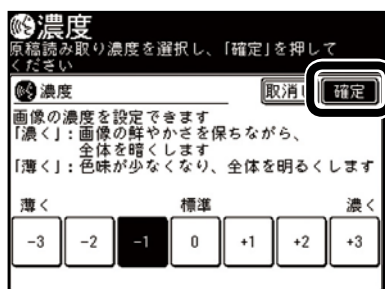 濃度
原稿読み取り濃度を選択し、「確定」を押して
ください
濃度
取消し 確定
画像の濃度を設定できます
「濃く」：画像の鮮やかさを保ちながら、
全体を暗くします
「薄く」：色味が少なくなり、全体を明るくします
薄く 標準 濃く
-3 -2 -1 0 +1 +2 +3